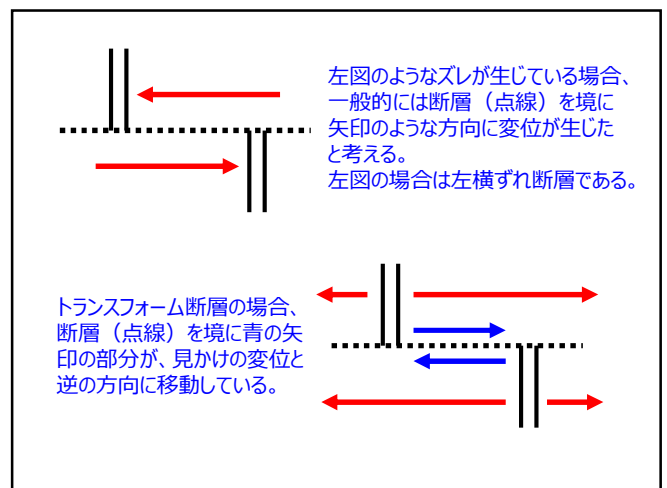 左図のようなズレが生じている場合、
一般的には断層（点線）を境に
矢印のような方向に変位が生じた
と考える。
左図の場合は左横ずれ断層である。
トランスフォーム断層の場合、
断層（点線）を境に青の矢
印の部分が、見かけの変位と
逆の方向に移動している。